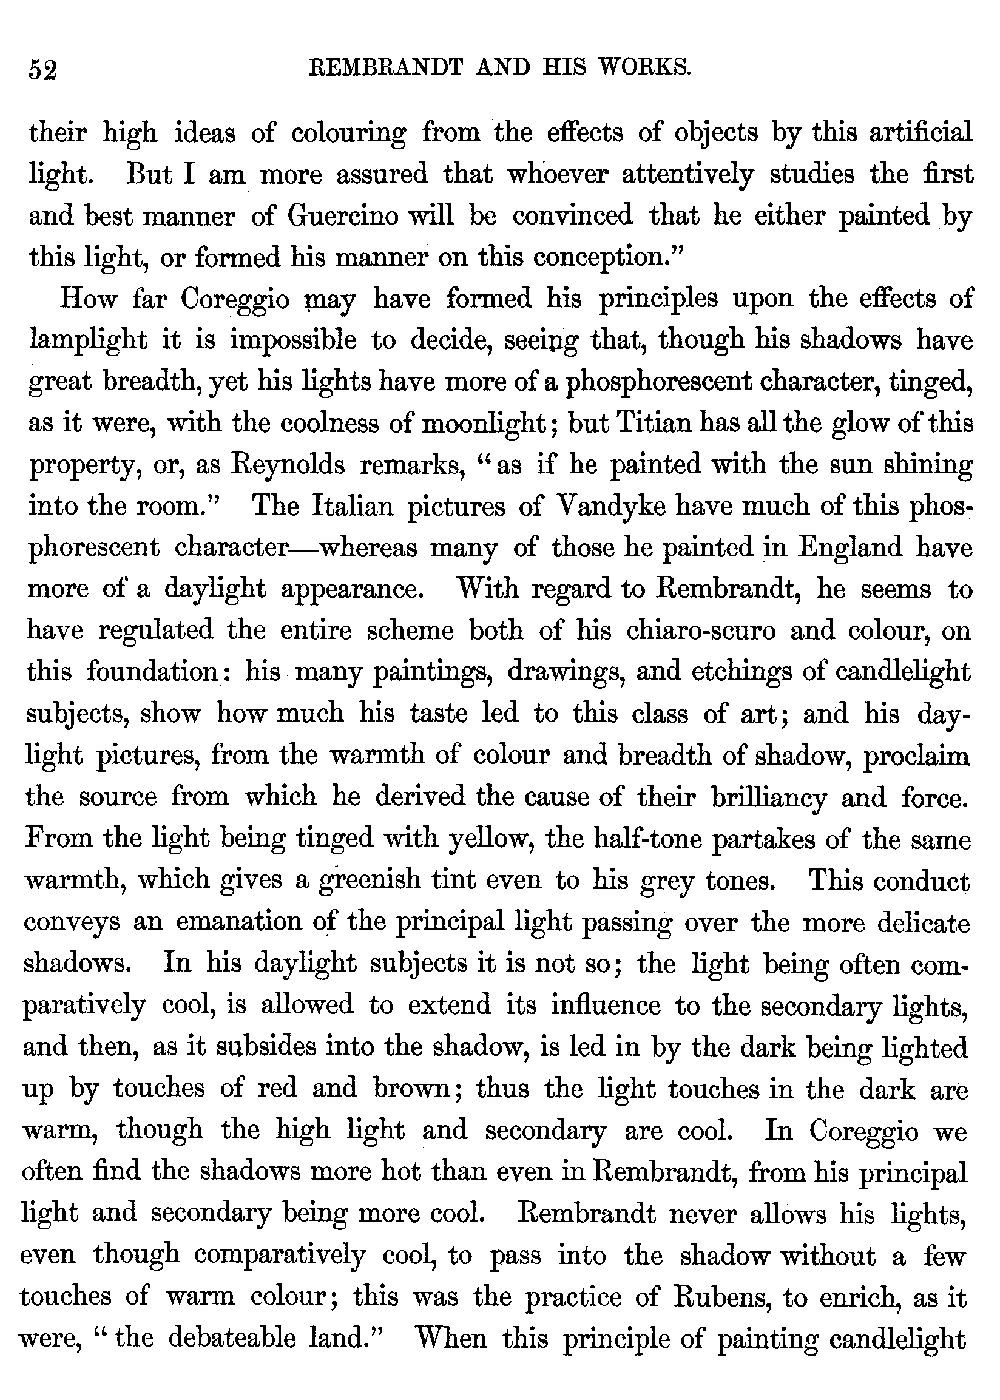 52 REMBRANDT AND HIS WORKS.
their high ideas of colouring from the effects of objects by this artificial
light. But I am more assured that whoever attentively studies the first
and best manner of Guercino will be convinced that he either painted by
this light, or formed his manner on this conception.”
How far Coreggio may have formed his principles upon the effects of
lamplight it is impossible to decide, seeing that, though his shadows have
great breadth, yet his lights have more of a phosphorescent character, tinged,
as it were, with the coolness of moonlight; but Titian has all the glow of this
property, or, as Reynolds remarks, “as if he painted with the sun shining
into the room.” The Italian pictures of Vandyke have much of this phos-
phorescent character—whereas many of those he painted in England have
more of a daylight appearance. With regard to Rembrandt, he seems to
have regulated the entire scheme both of his chiaro-scuro and colour, on
this foundation: his many paintings, drawings, and etchings of candlelight
subjects, show how much his taste led to this class of art; and his day-
light pictures, from the warmth of colour and breadth of shadow, proclaim
the source from which he derived the cause of their brilliancy and force.
From the light being tinged with yellow, the half-tone partakes of the same
warmth, which gives a greenish tint even to his grey tones. This conduct
conveys an emanation of the principal light passing over the more delicate
shadows. In his daylight subjects it is not so; the light being often com-
paratively cool, is allowed to extend its influence to the secondary lights,
and then, as it subsides into the shadow, is led in by the dark being lighted
up by touches of red and brown; thus the light touches in the dark are
warm, though the high light and secondary are cool. In Coreggio we
often find the shadows more hot than even in Rembrandt, from his principal
light and secondary being more cool. Rembrandt never allows his lights,
even though comparatively cool, to pass into the shadow without a few
touches of warm colour; this was the practice of Rubens, to enrich, as it
were, “the debateable land.” When this principle of painting candlelight